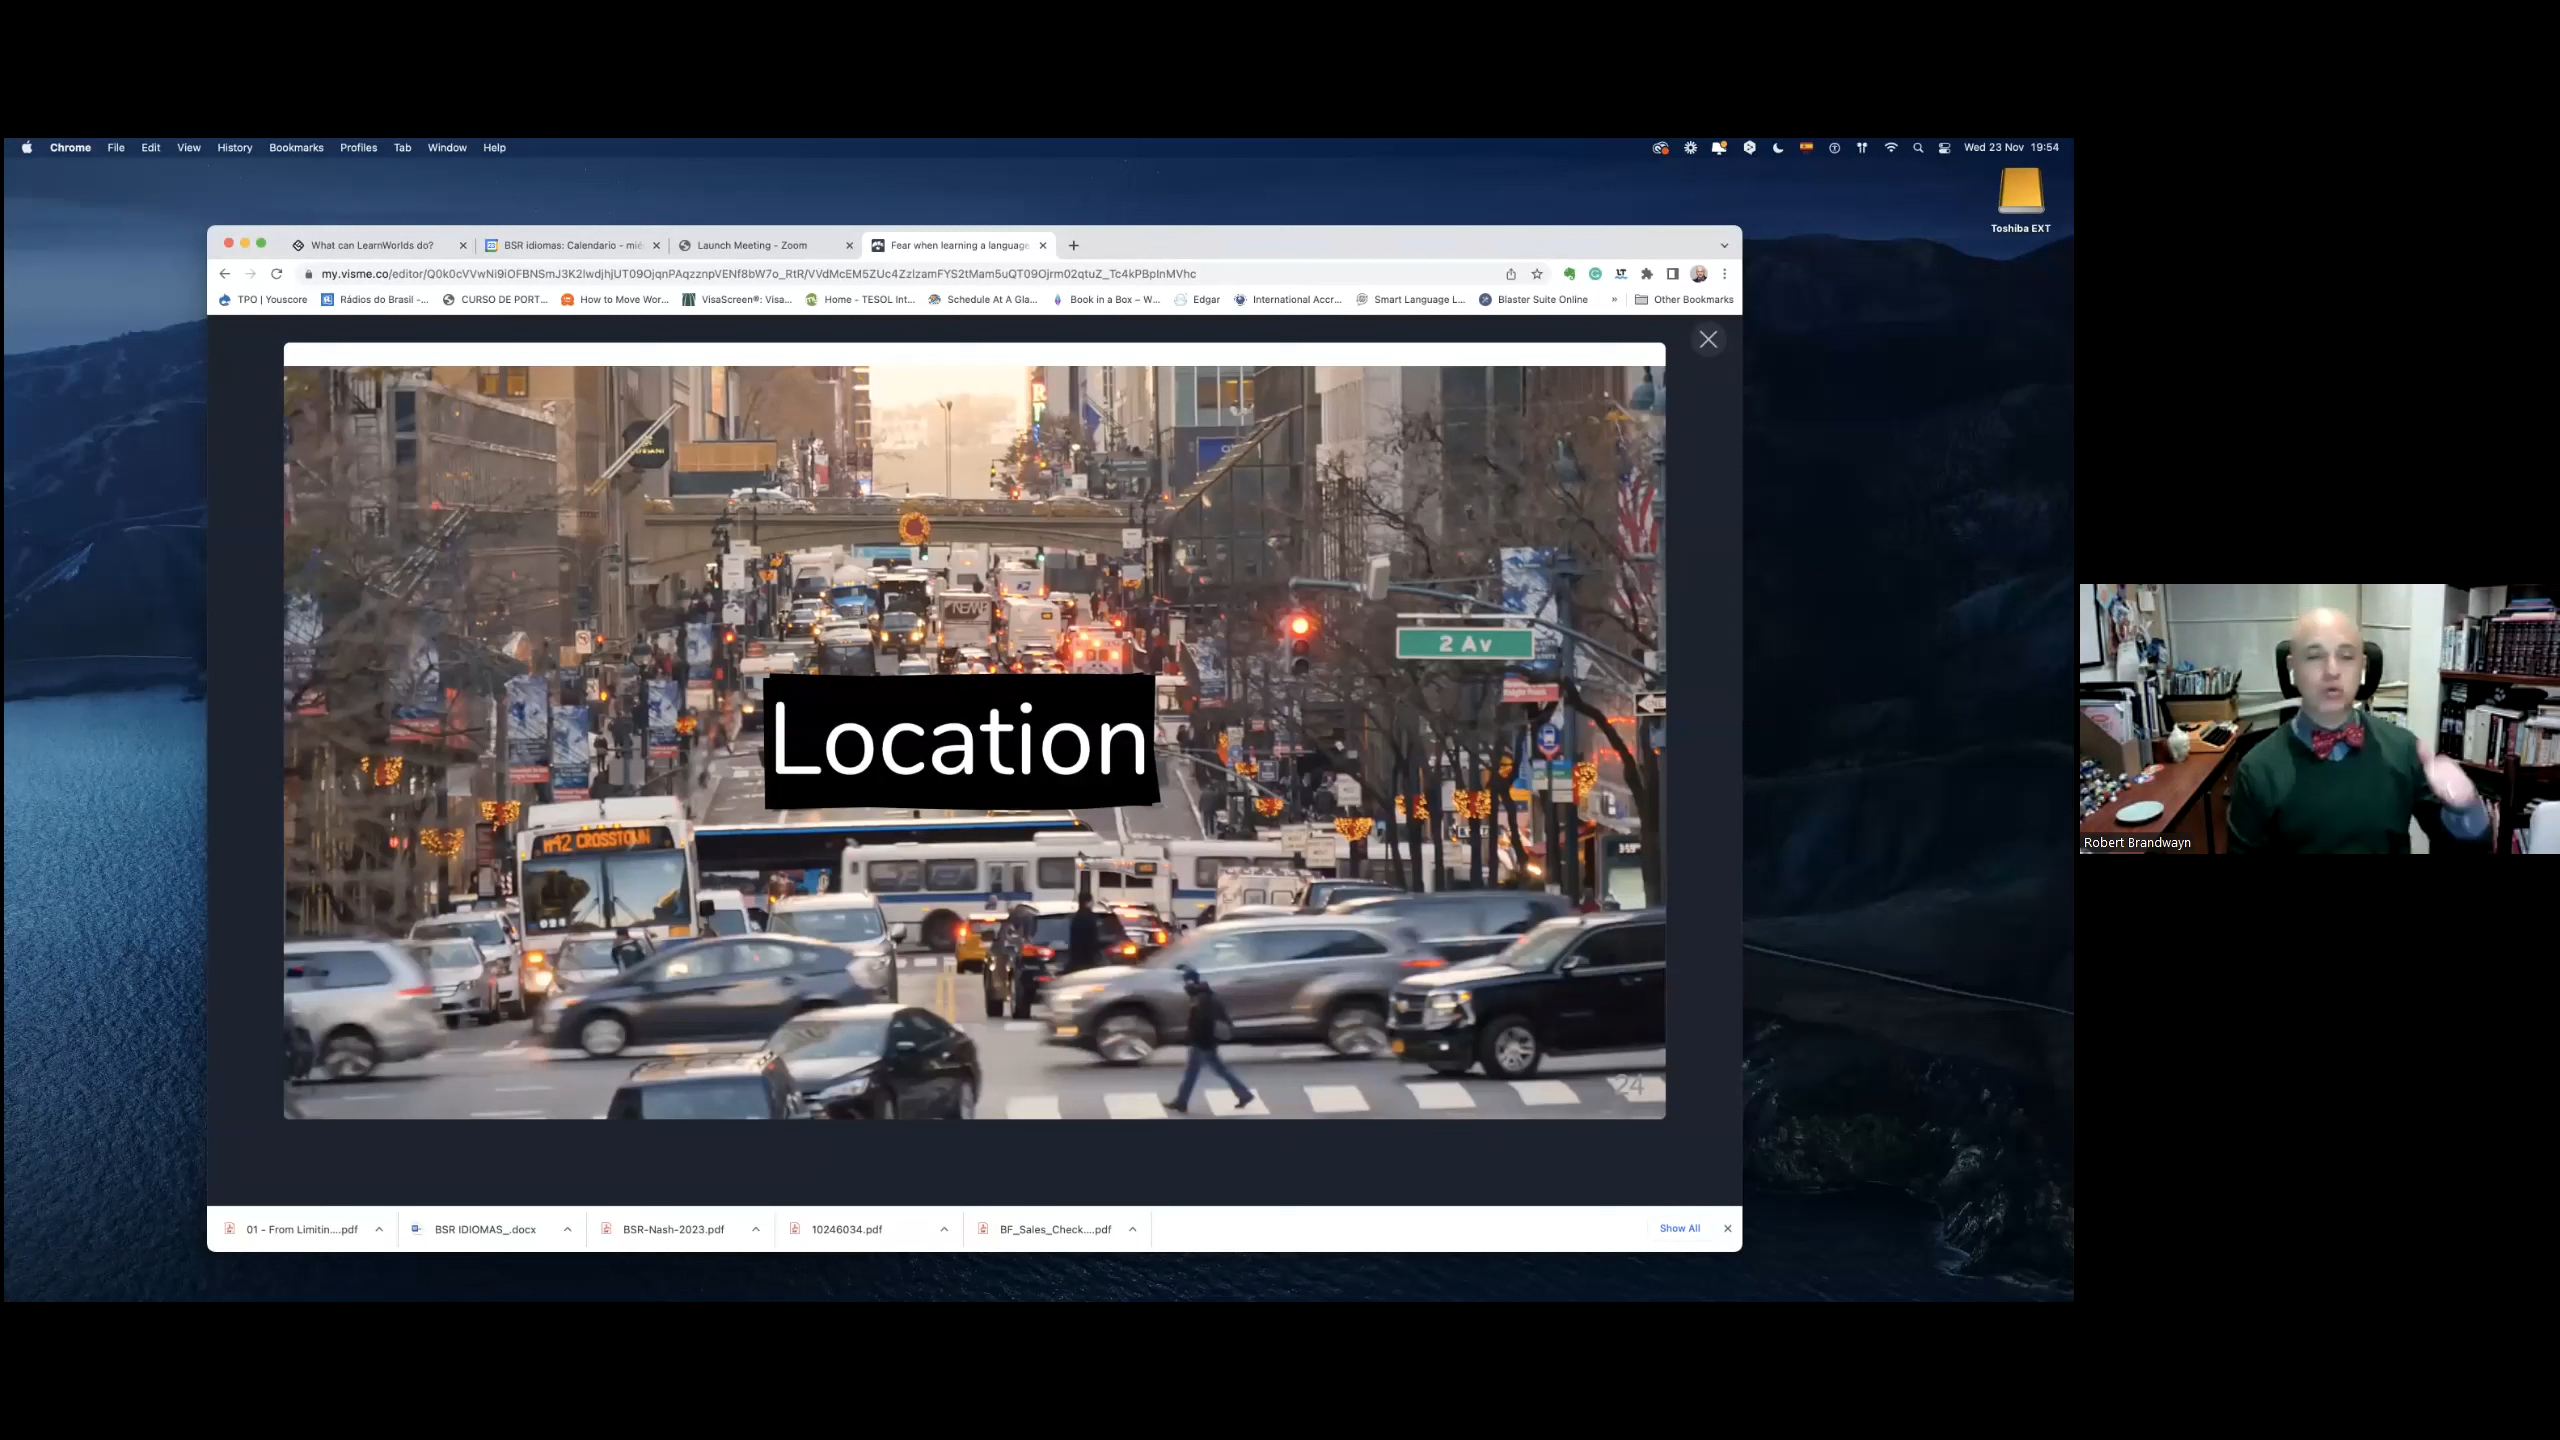 Chrome File Edit View History Bookmarks Profiles Tab Window Help
Wed 23 Nov 19:54
Toshiba EXT
What can LearnWorlds do?
BSR idiomas: Calendario - mié
Launch Meeting - Zoom
Fear when learning a language
my.visme.co/editor/
TPO | Youscore
Rádios do Brasil -...
CURSO DE PORT...
How to Move Wor...
VisaScreen®: Visa...
Home - TESOL Int...
Schedule At A Gla...
Book in a Box – W...
Edgar
International Accr...
Smart Language L...
Blaster Suite Online
»
Other Bookmarks
2 Av
Location
M42 CROSSTOWN
24
Robert Brandwayn
01 - From Limitin....pdf
BSR IDIOMAS_.docx
BSR-Nash-2023.pdf
10246034.pdf
BF_Sales_Check....pdf
Show All